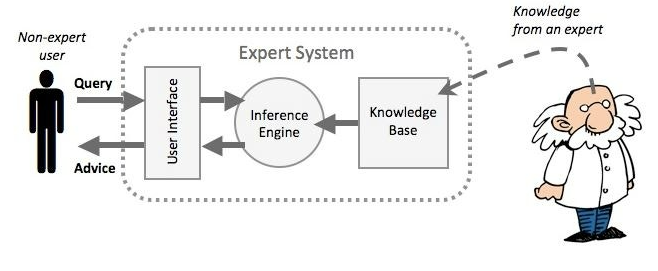 Non-expert
user
Query
Advice
Expert System
User Interface
Inference
Engine
Knowledge
Base
Knowledge
from an expert